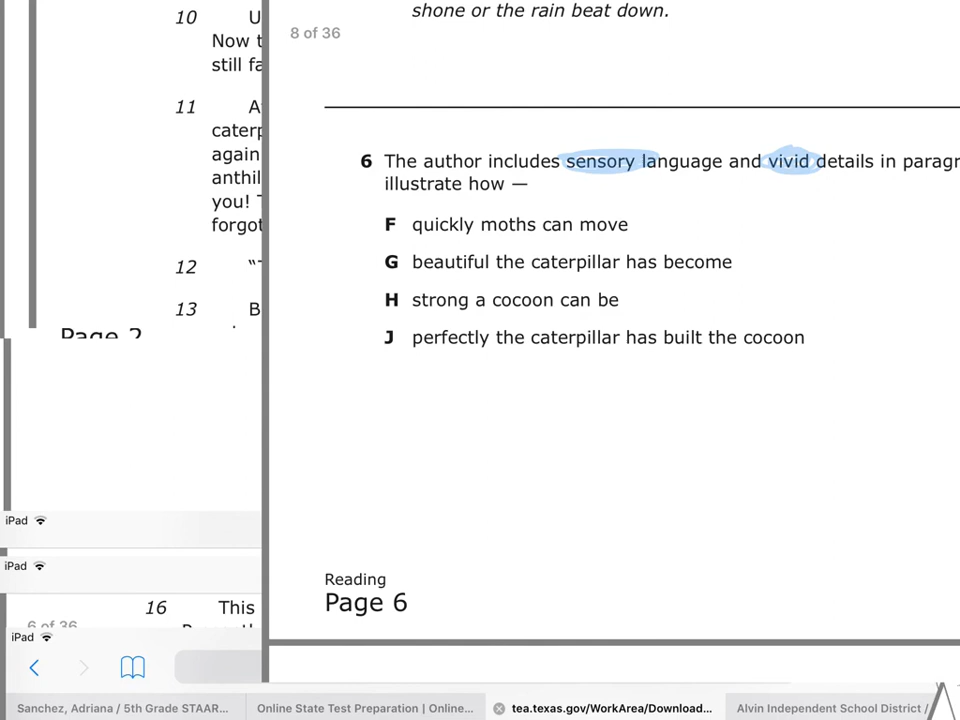 10 U
Now t
still fa
11 A
caterp
again
anthil
you! T
forgot
12 "T
13 B
Page 2
iPad
iPad
16 This
6 of 36
iPad
shone or the rain beat down.
8 of 36
6 The author includes sensory language and vivid details in paragr
illustrate how —
F quickly moths can move
G beautiful the caterpillar has become
H strong a cocoon can be
J perfectly the caterpillar has built the cocoon
Reading
Page 6
Sanchez, Adriana / 5th Grade STAAR...
Online State Test Preparation | Online...
tea.texas.gov/WorkArea/Download...
Alvin Independent School District /